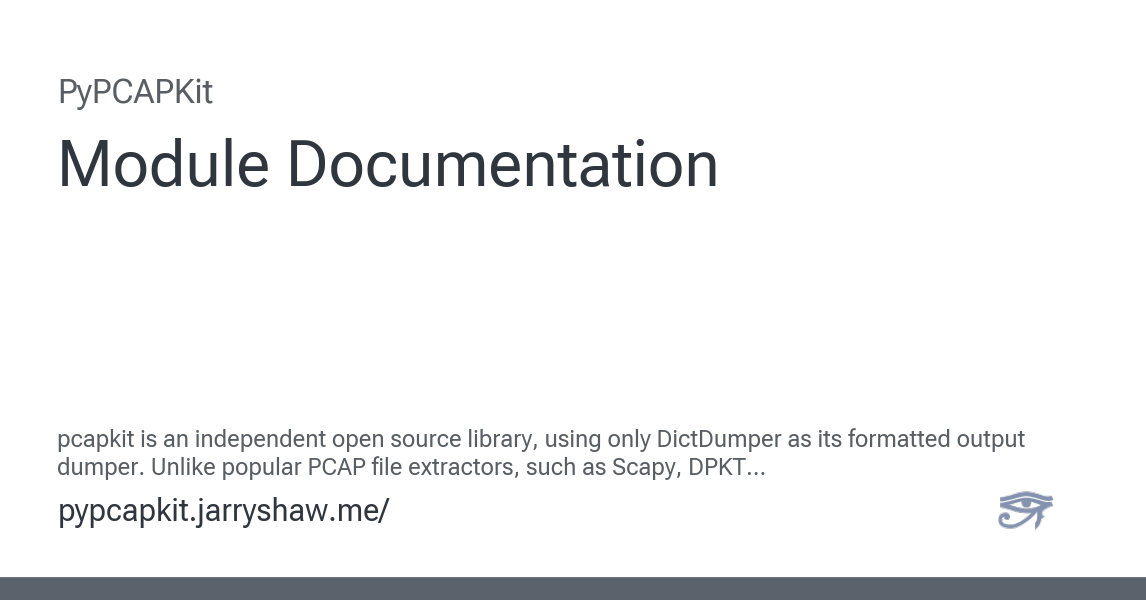 PyPCAPKit
Module Documentation
pcapkit is an independent open source library, using only DictDumper as its formatted output
dumper. Unlike popular PCAP file extractors, such as Scapy, DPKT...
pypcapkit.jarryshaw.me/